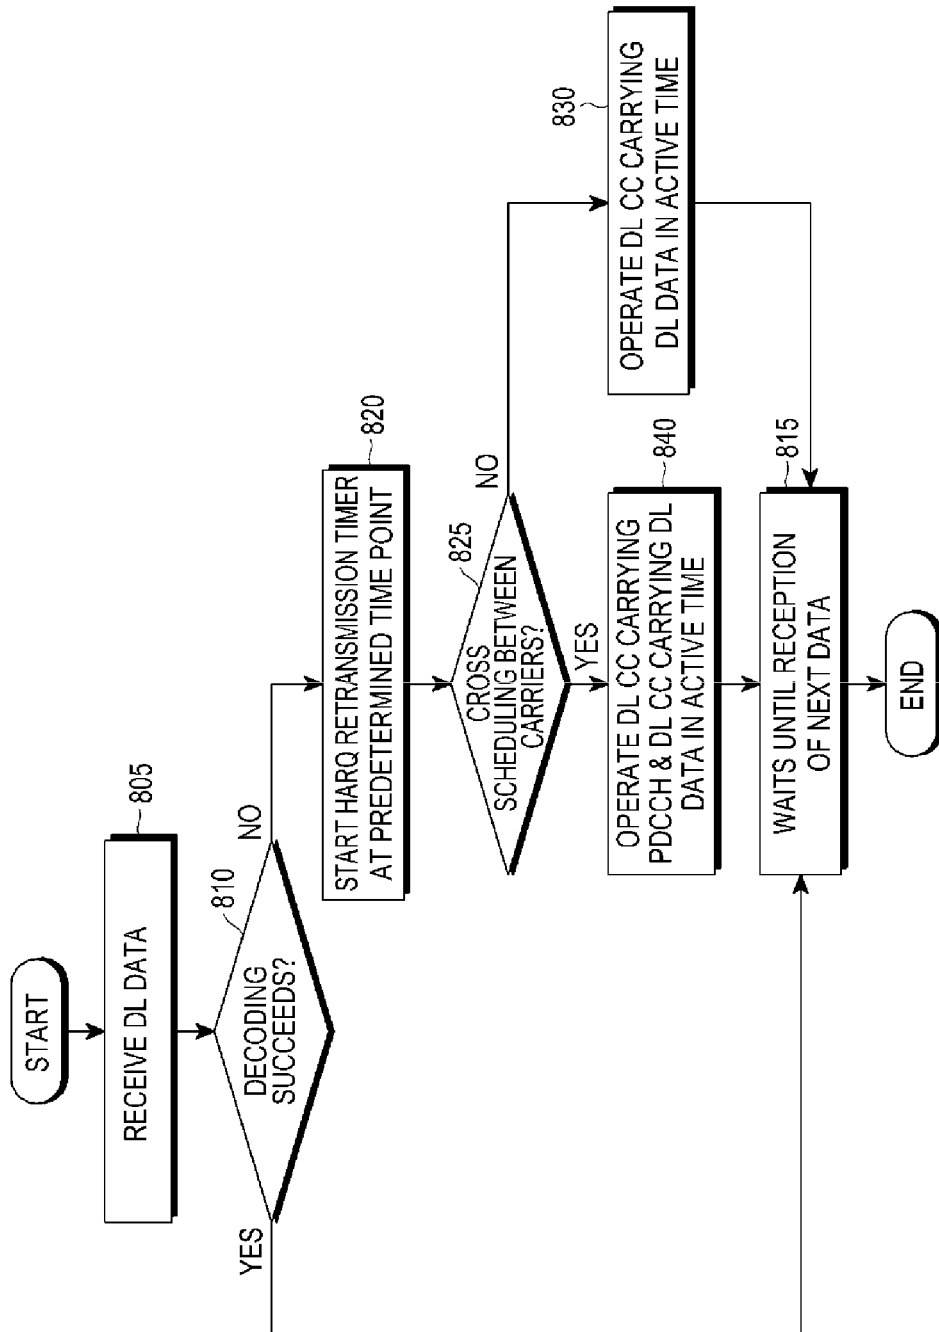 START
805
RECEIVE DL DATA
810
DECODING
SUCCEEDS?
YES
NO
820
START HARQ RETRANSMISSION TIMER
AT PREDETERMINED TIME POINT
825
CROSS
SCHEDULING BETWEEN
CARRIERS?
NO
YES
830
OPERATE DL CC CARRYING
DL DATA IN ACTIVE TIME
840
OPERATE DL CC CARRYING
PDCCH & DL CC CARRYING DL
DATA IN ACTIVE TIME
815
WAITS UNTIL RECEPTION
OF NEXT DATA
END